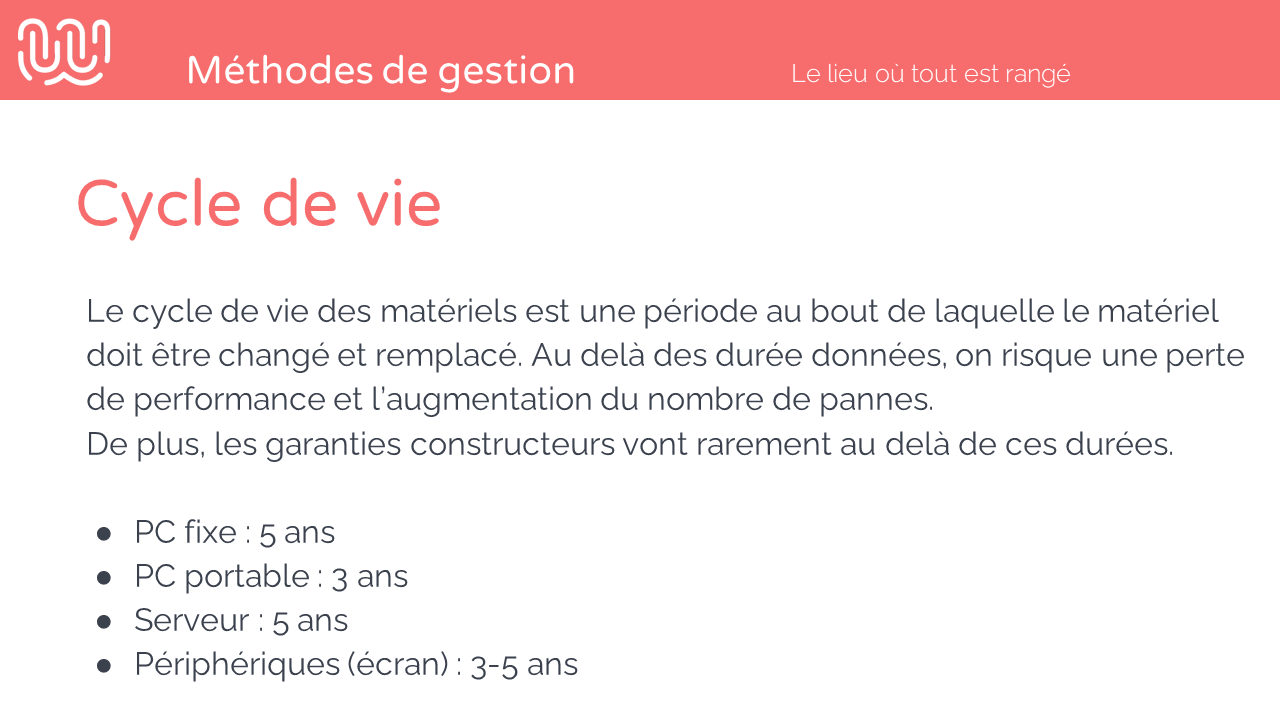 Méthodes de gestion
Le lieu où tout est rangé
Cycle de vie
Le cycle de vie des matériels est une période au bout de laquelle le matériel
doit être changé et remplacé. Au delà des durée données, on risque une perte
de performance et l’augmentation du nombre de pannes.
De plus, les garanties constructeurs vont rarement au delà de ces durées.
● PC fixe : 5 ans
● PC portable : 3 ans
● Serveur : 5 ans
● Périphériques (écran) : 3-5 ans